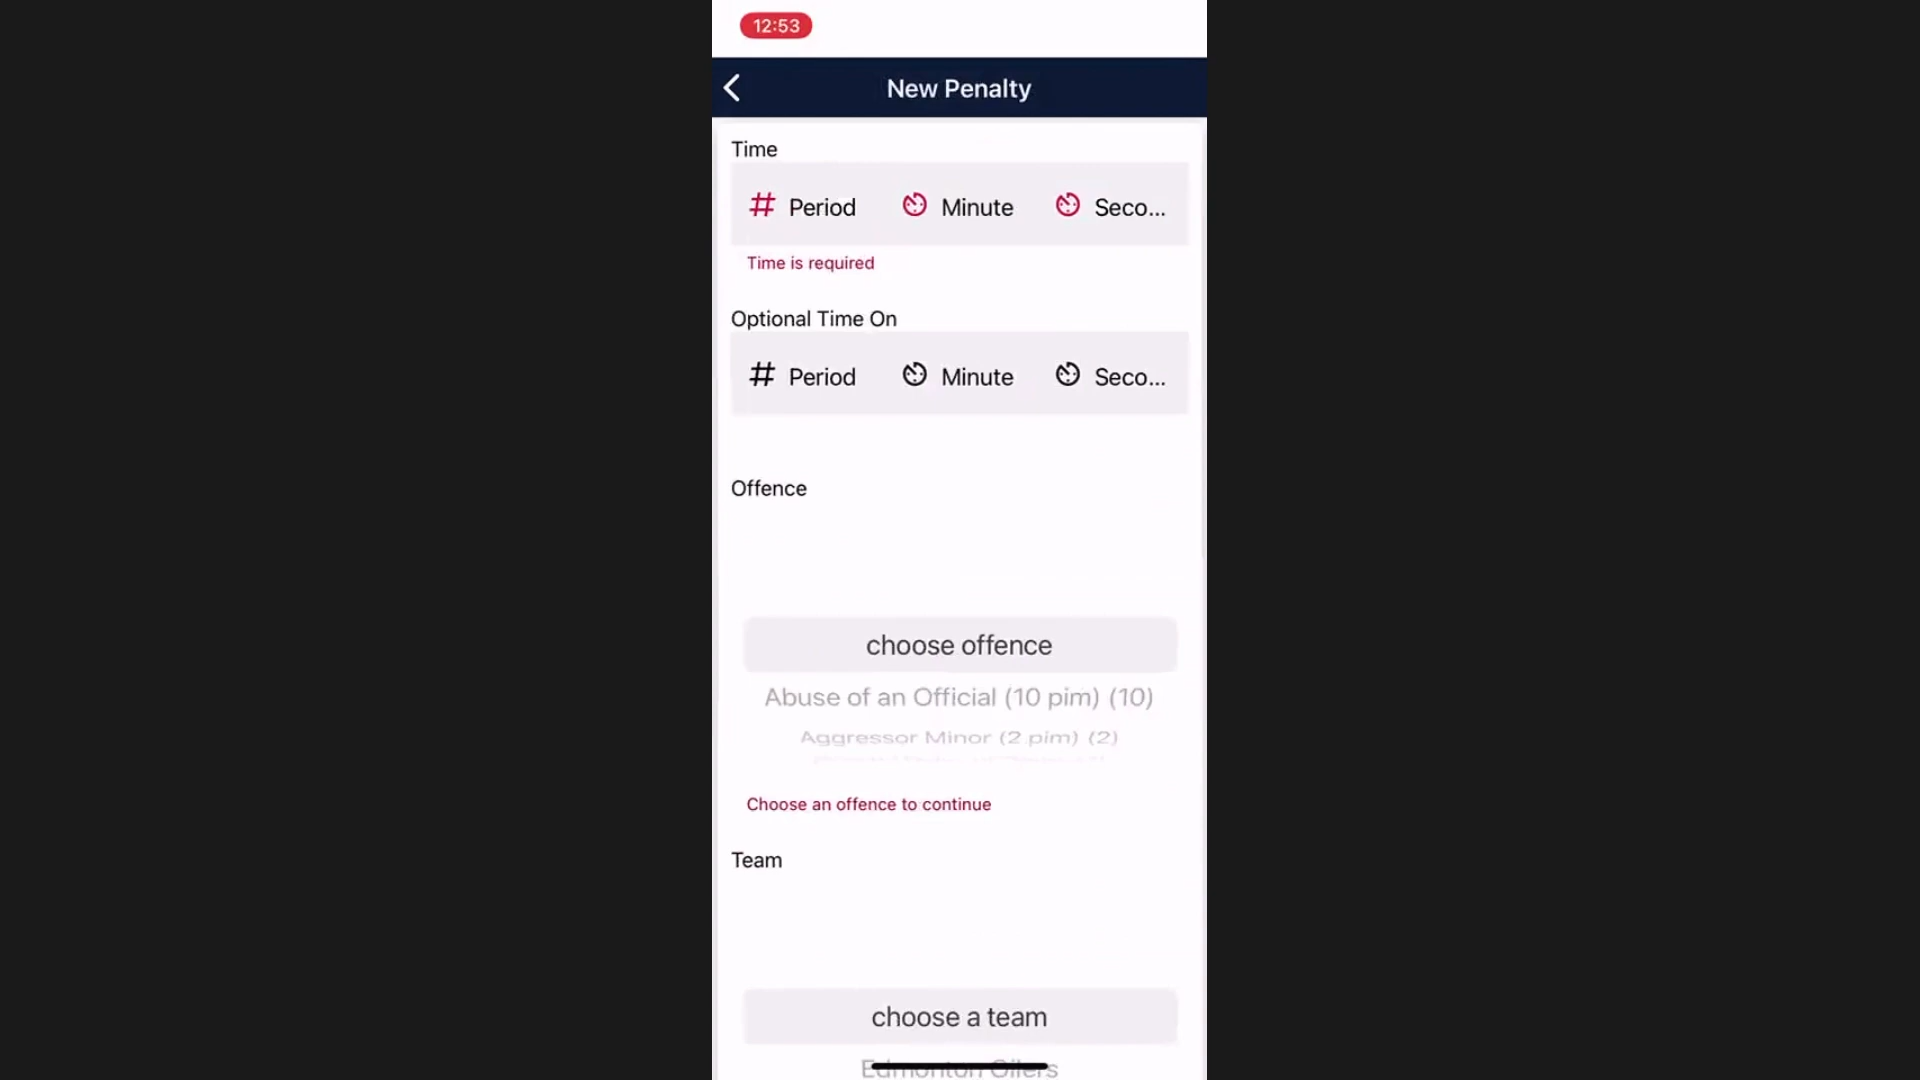 12:53
New Penalty
Time
Period Minute Seco...
Time is required
Optional Time On
Period Minute Seco...
Offence
choose offence
Abuse of an Official (10 pim) (10)
Aggressor Minor (2 pim) (2)
Choose an offence to continue
Team
choose a team
Edmonton Oilers